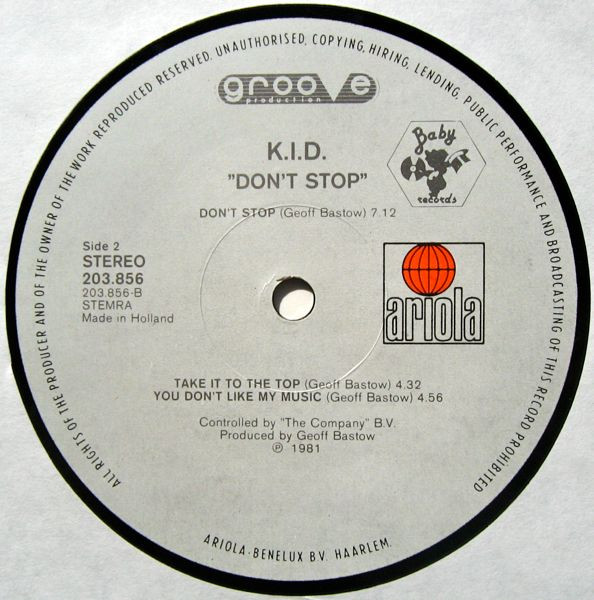 ALL RIGHTS OF THE PRODUCER AND OF THE OWNER OF THE WORK REPRODUCED RESERVED. UNAUTHORISED, COPYING, HIRING, LENDING, PUBLIC PERFORMANCE AND BROADCASTING OF THIS RECORD PROHIBITED
groove
production
K.I.D.
"DON'T STOP"
Baby
records
DON'T STOP (Geoff Bastow) 7.12
Side 2
STEREO
203.856
203.856-B
STEMRA
Made in Holland
ariola
TAKE IT TO THE TOP (Geoff Bastow) 4.32
YOU DON'T LIKE MY MUSIC (Geoff Bastow) 4.56
Controlled by "The Company" B.V.
Produced by Geoff Bastow
℗ 1981
ARIOLA-BENELUX B.V. HAARLEM.